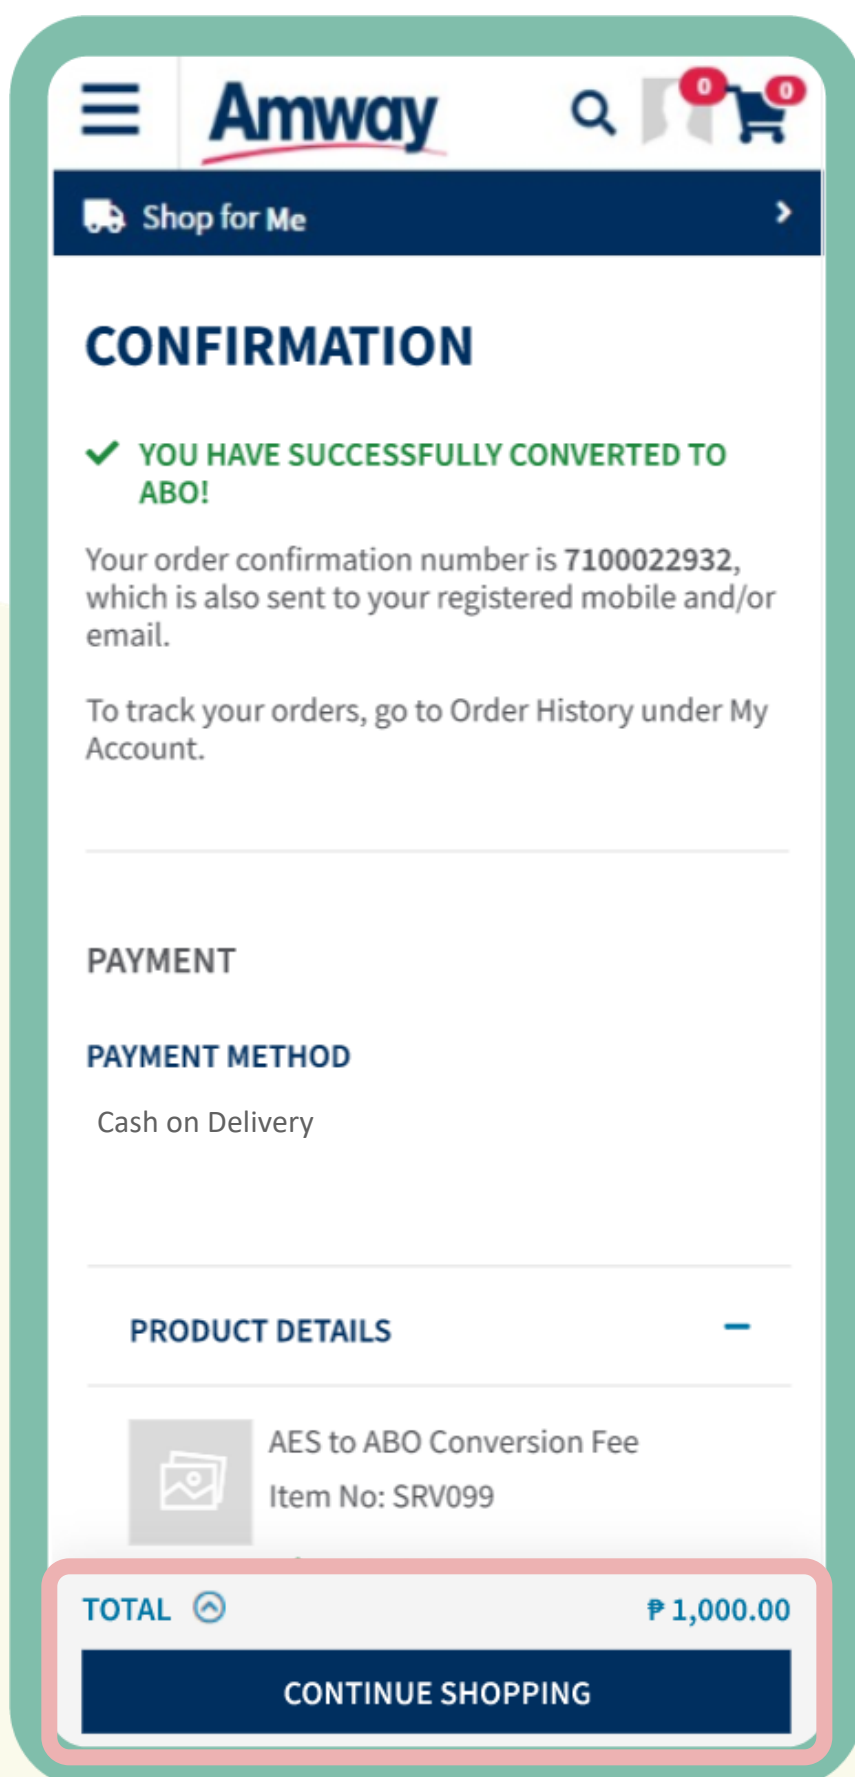 Amway
0
0
Shop for Me
CONFIRMATION
YOU HAVE SUCCESSFULLY CONVERTED TO
ABO!
Your order confirmation number is 7100022932,
which is also sent to your registered mobile and/or
email.
To track your orders, go to Order History under My
Account.
PAYMENT
PAYMENT METHOD
Cash on Delivery
PRODUCT DETAILS
AES to ABO Conversion Fee
Item No: SRV099
TOTAL ₱ 1,000.00
CONTINUE SHOPPING